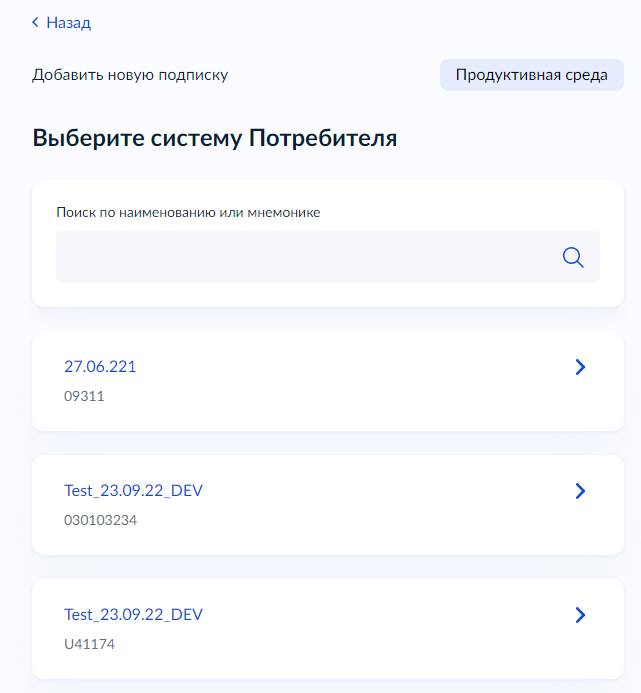 Назад
Добавить новую подписку
Продуктивная среда
Выберите систему Потребителя
Поиск по наименованию или мнемонике
27.06.221
09311
Test_23.09.22_DEV
030103234
Test_23.09.22_DEV
U41174